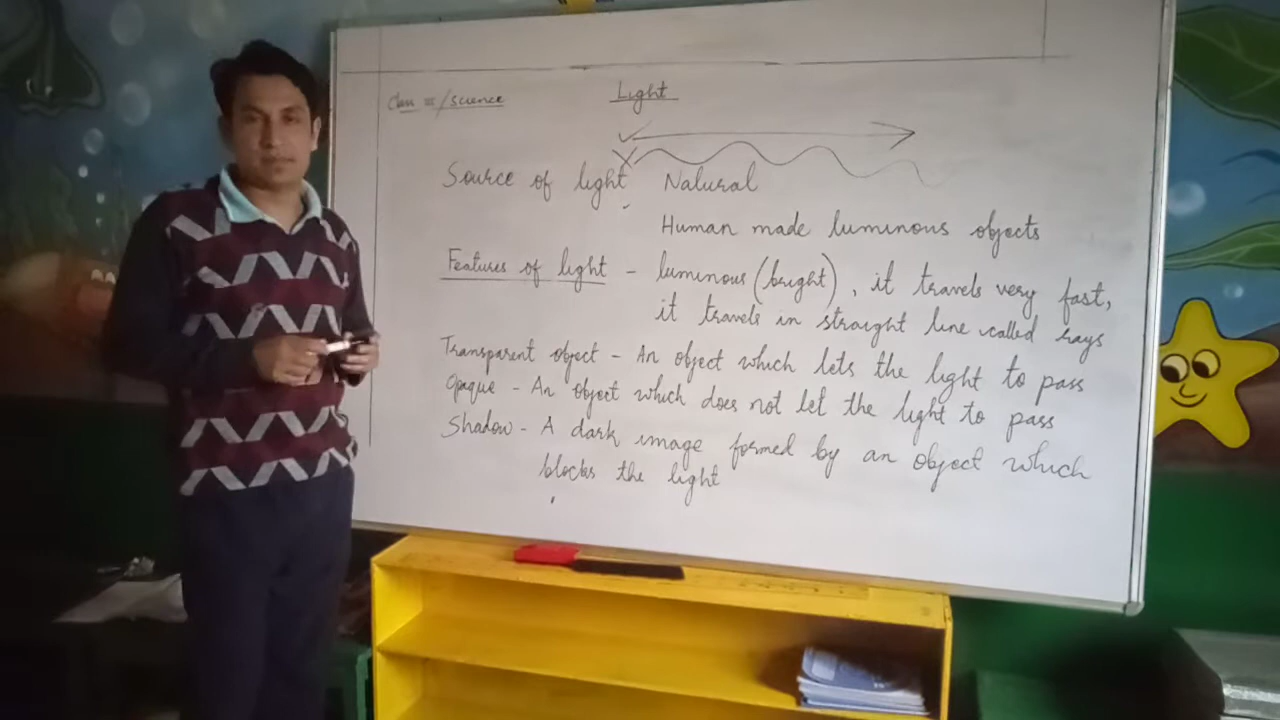 Class III/science
Light
Source of light Natural
Human made luminous objects
Features of light - luminous (bright), it travels very fast,
it travels in straight line called rays
Transparent object - An object which lets the light to pass
Opaque - An object which does not let the light to pass
Shadow - A dark image formed by an object which
blocks the light